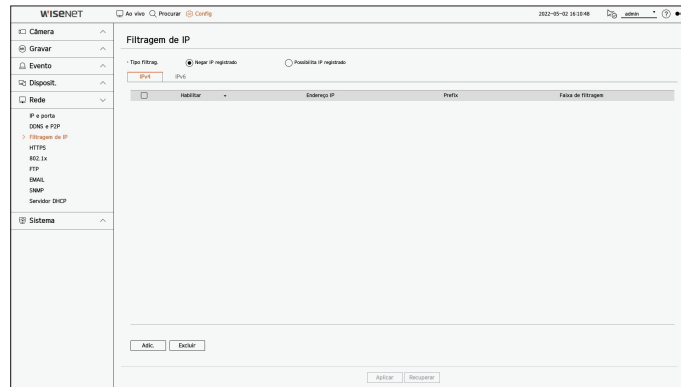 WISENET
Ao vivo Procurar Config 2022-05-02 16:10:48 admin ?
Câmera
Gravar
Evento
Disposit.
Rede
IP e porta
DDNS e P2P
> Filtragem de IP
HTTPS
802.1x
FTP
EMAIL
SNMP
Servidor DHCP
Sistema
Filtragem de IP
· Tipo filtrag. Negar IP registrado Possibilita IP registrado
IPv4 IPv6
Habilitar Endereço IP Prefix Faixa de filtragem
Adic. Excluir
Aplicar Recuperar